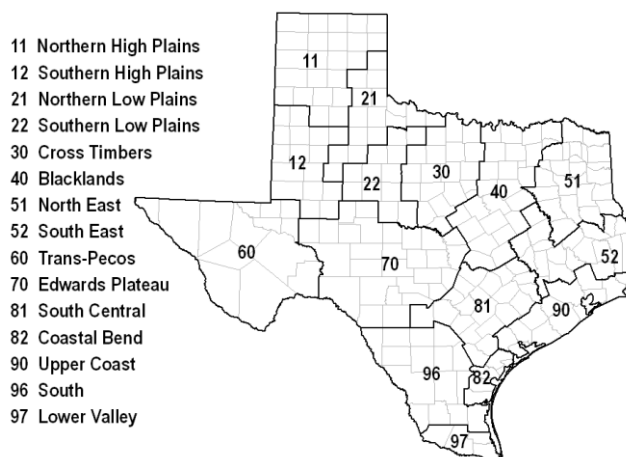 11 Northern High Plains
12 Southern High Plains
21 Northern Low Plains
22 Southern Low Plains
30 Cross Timbers
40 Blacklands
51 North East
52 South East
60 Trans-Pecos
70 Edwards Plateau
81 South Central
82 Coastal Bend
90 Upper Coast
96 South
97 Lower Valley
11
21
12
22
30
40
51
60
70
52
81
90
96
82
97